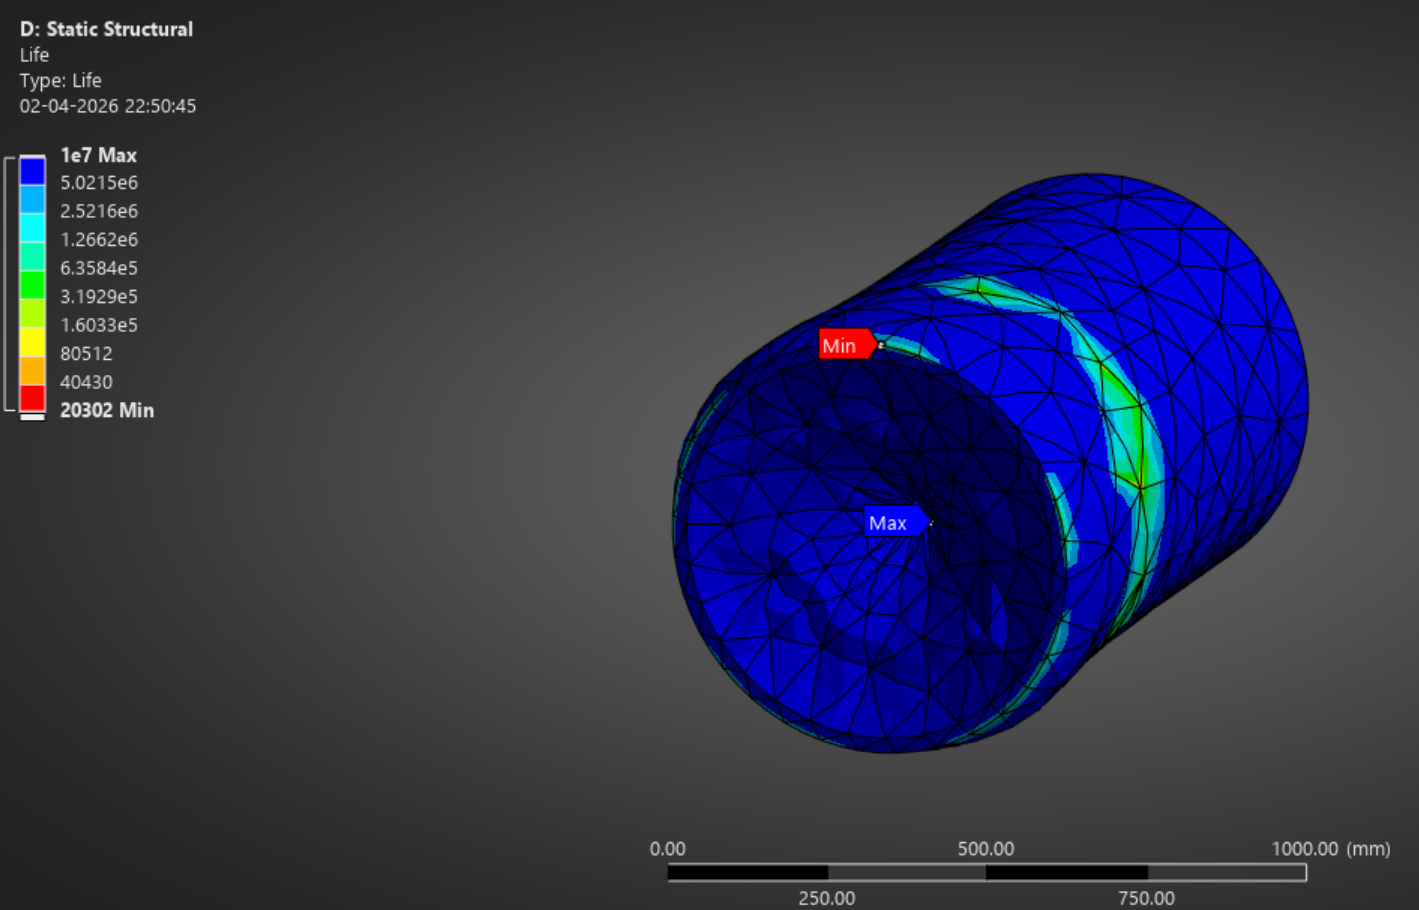 D: Static Structural
Life
Type: Life
02-04-2026 22:50:45
1e7 Max
5.0215e6
2.5216e6
1.2662e6
6.3584e5
3.1929e5
1.6033e5
80512
40430
20302 Min
Min
Max
0.00 500.00 1000.00 (mm)
250.00 750.00